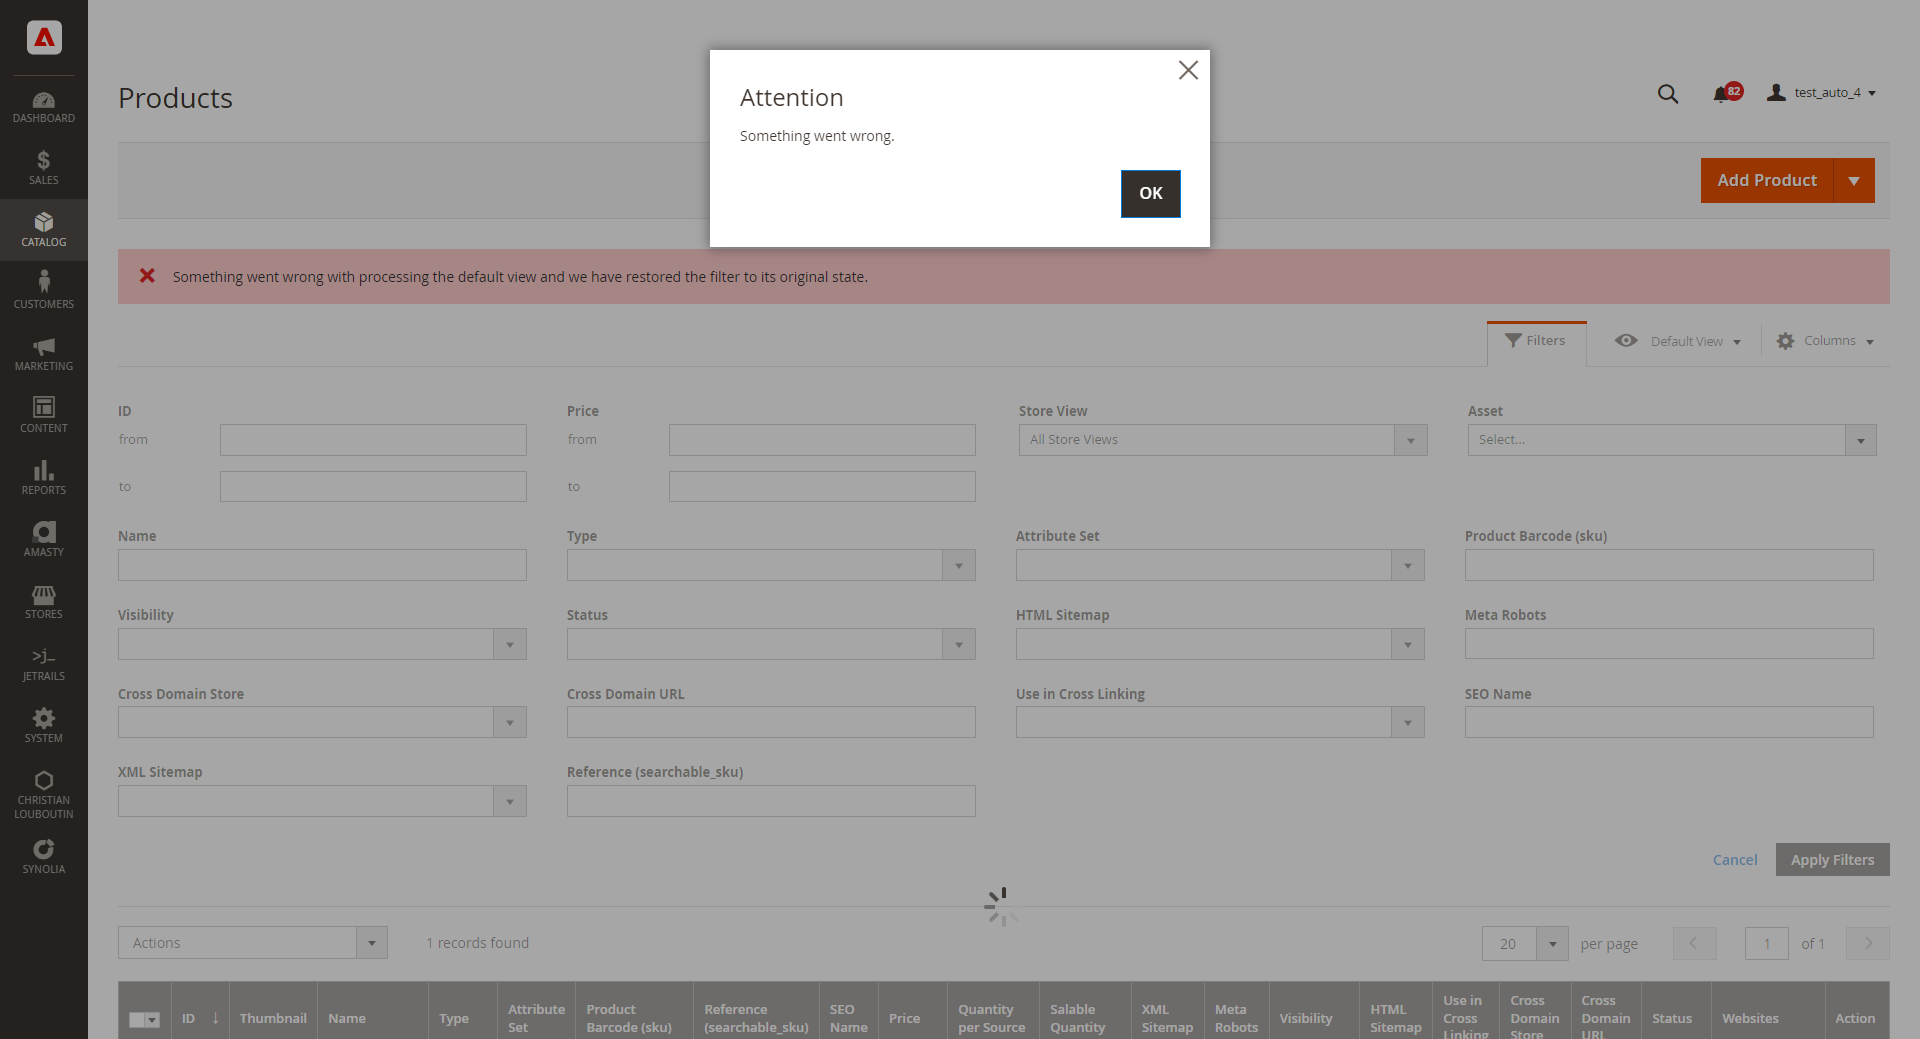 DASHBOARD
SALES
CATALOG
CUSTOMERS
MARKETING
CONTENT
REPORTS
AMASTY
STORES
>j_
JETRAILS
SYSTEM
CHRISTIAN
LOUBOUTIN
SYNOLIA
Products
82
test_auto_4
Attention
Something went wrong.
OK
Add Product
Something went wrong with processing the default view and we have restored the filter to its original state.
Filters
Default View
Columns
ID
from
to
Price
from
to
Store View
All Store Views
Asset
Select...
Name
Type
Attribute Set
Product Barcode (sku)
Visibility
Status
HTML Sitemap
Meta Robots
Cross Domain Store
Cross Domain URL
Use in Cross Linking
SEO Name
XML Sitemap
Reference (searchable_sku)
Cancel
Apply Filters
Actions
1 records found
20
per page
1
of 1
ID ↓
Thumbnail
Name
Type
Attribute
Set
Product
Barcode (sku)
Reference
(searchable_sku)
SEO
Name
Price
Quantity
per Source
Salable
Quantity
XML
Sitemap
Meta
Robots
Visibility
HTML
Sitemap
Use in
Cross
Linking
Cross
Domain
Store
Cross
Domain
URL
Status
Websites
Action